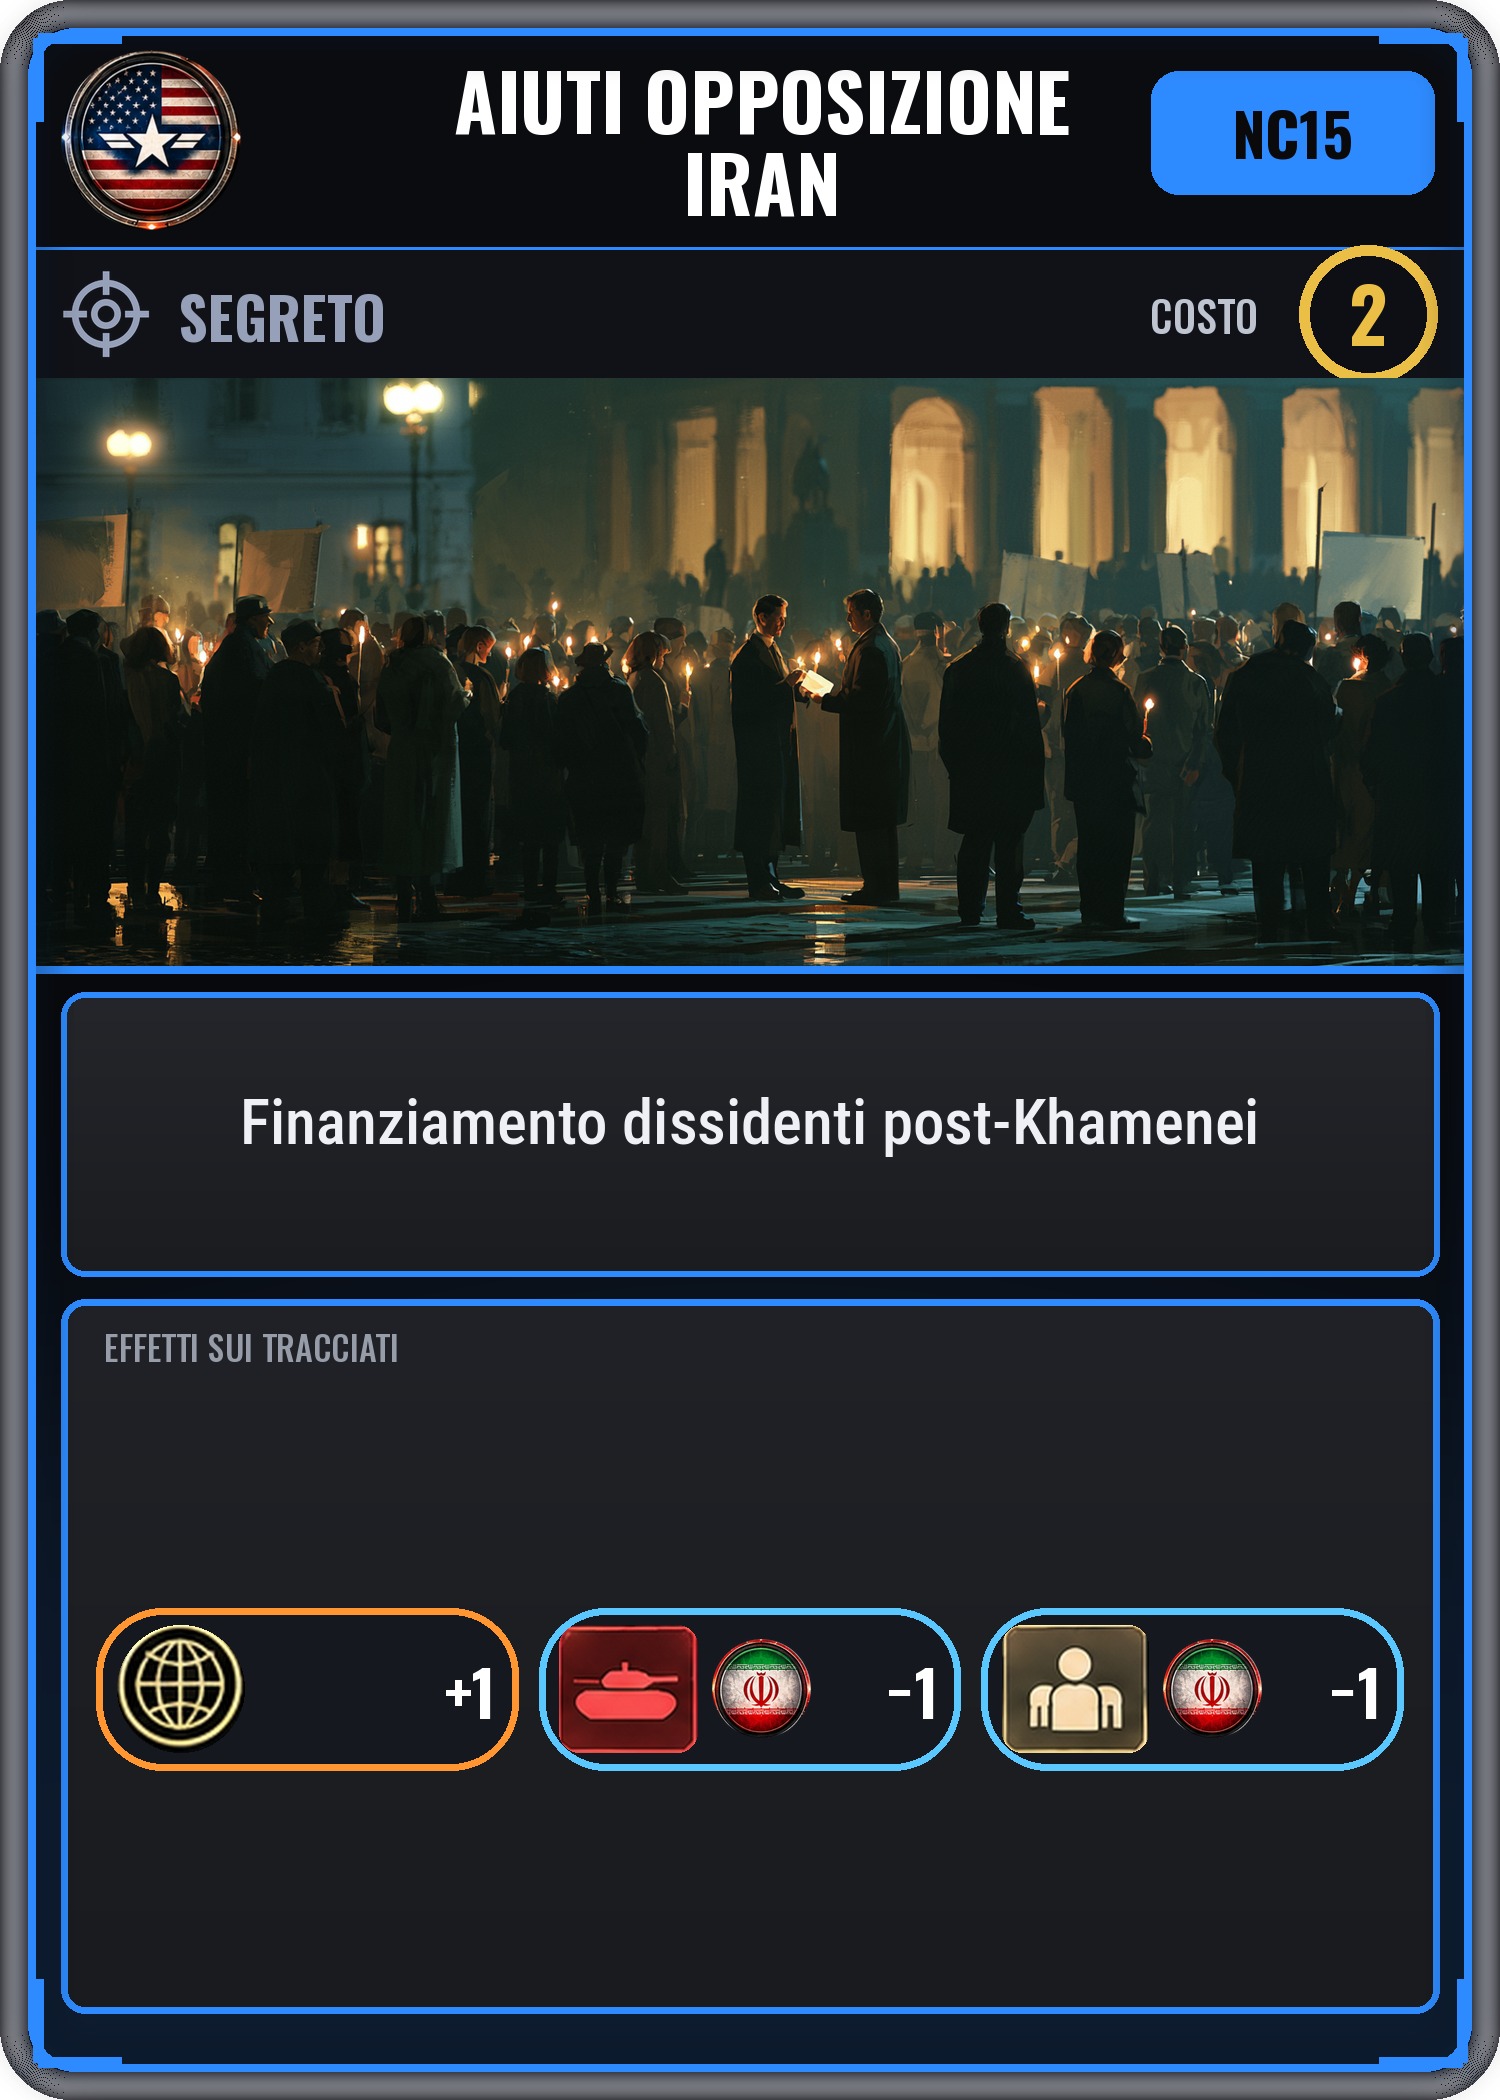 AIUTI OPPOSIZIONE
IRAN
NC15
SEGRETO
COSTO
2
Finanziamento dissidenti post-Khamenei
EFFETTI SUI TRACCIATI
+1
-1
-1